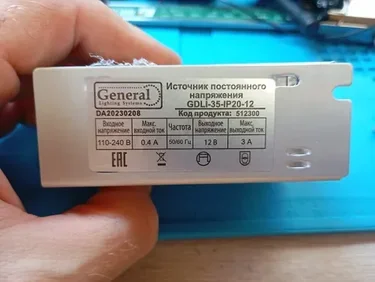 General
Lighting Systems
Источник постоянного
напряжения
GDLI-35-IP20-12
DA20230208
Код продукта: 512300
Входное напряжение
Макс. входной ток
Частота
Выходное напряжение
Макс. выходной ток
110-240 В
0.4 А
50/60 Гц
12 В
3 А
EAC